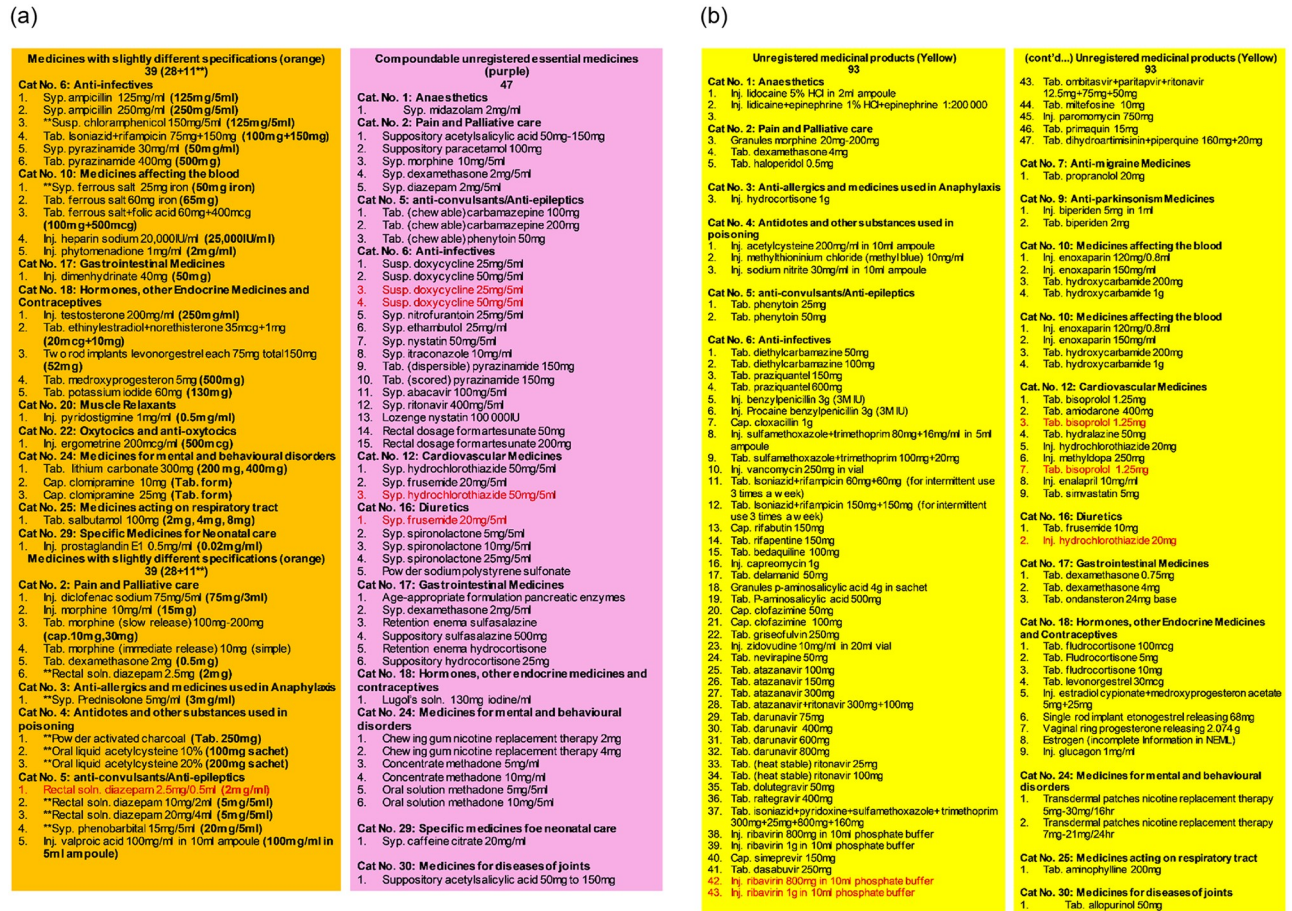 (a)
Medicines with slightly different specifications (orange)
39 (28+11**)
Cat No. 6: Anti-infectives
1. Syp. ampicillin 125mg/ml (125mg/5ml)
2. Syp. ampicillin 250mg/ml (250mg/5ml)
3. **Susp. chloramphenicol 150mg/5ml (125mg/5ml)
4. Tab. Isoniazid+rifampicin 75mg+150mg (100mg+150mg)
5. Syp. pyrazinamide 30mg/ml (50mg/ml)
6. Tab. pyrazinamide 400mg (500mg)
Cat No. 10: Medicines affecting the blood
1. **Syp. ferrous salt 25mg iron (50mg iron)
2. Tab. ferrous salt 60mg iron (65mg)
3. Tab. ferrous salt+folic acid 60mg+400mcg
(100mg+500mcg)
4. Inj. heparin sodium 20,000IU/ml (25,000IU/ml)
5. Inj. phytomenadione 1mg/ml (2mg/ml)
Cat No. 17: Gastrointestinal Medicines
1. Inj. dimenhydrinate 40mg (50mg)
Cat No. 18: Hormones, other Endocrine Medicines and
Contraceptives
1. Inj. testosterone 200mg/ml (250mg/ml)
2. Tab. ethinylestradiol+norethisterone 35mcg+1mg
(20mcg+10mg)
3. Two rod implants levonorgestrel each 75mg total150mg
(52mg)
4. Tab. medroxyprogesteron 5mg (500mg)
5. Tab. potassium iodide 60mg (130mg)
Cat No. 20: Muscle Relaxants
1. Inj. pyridostigmine 1mg/ml (0.5mg/ml)
Cat No. 22: Oxytocics and anti-oxytocics
1. Inj. ergometrine 200mcg/ml (500mcg)
Cat No. 24: Medicines for mental and behavioural disorders
1. Tab. lithium carbonate 300mg (200 mg, 400mg)
2. Cap. clomipramine 10mg (Tab. form)
3. Cap. clomipramine 25mg (Tab. form)
Cat No. 25: Medicines acting on respiratory tract
1. Tab. salbutamol 100mg (2mg, 4mg, 8mg)
Cat No. 29: Specific Medicines for Neonatal care
1. Inj. prostaglandin E1 0.5mg/ml (0.02mg/ml)
Medicines with slightly different specifications (orange)
39 (28+11**)
Cat No. 2: Pain and Palliative care
1. Inj. diclofenac sodium 75mg/5ml (75mg/3ml)
2. Inj. morphine 10mg/ml (15mg)
3. Tab. morphine (slow release) 100mg-200mg
(cap.10mg,30mg)
4. Tab. morphine (immediate release) 10mg (simple)
5. Tab. dexamethasone 2mg (0.5mg)
6. **Rectal soln. diazepam 2.5mg (2mg)
Cat No. 3: Anti-allergics and medicines used in Anaphylaxis
1. **Syp. Prednisolone 5mg/ml (3mg/ml)
Cat No. 4: Antidotes and other substances used in
poisoning
1. **Powder activated charcoal (Tab. 250mg)
2. **Oral liquid acetylcysteine 10% (100mg sachet)
3. **Oral liquid acetylcysteine 20% (200mg sachet)
Cat No. 5: anti-convulsants/Anti-epileptics
1. Rectal soln. diazepam 2.5mg/0.5ml (2mg/ml)
2. **Rectal soln. diazepam 10mg/2ml (5mg/5ml)
3. **Rectal soln. diazepam 20mg/4ml (5mg/5ml)
4. **Syp. phenobarbital 15mg/5ml (20mg/5ml)
5. Inj. valproic acid 100mg/ml in 10ml ampoule (100mg/ml in
5ml ampoule)
Compoundable unregistered essential medicines
(purple)
47
Cat. No. 1: Anaesthetics
1. Syp. midazolam 2mg/ml
Cat. No. 2: Pain and Palliative care
1. Suppository acetylsalicylic acid 50mg-150mg
2. Suppository paracetamol 100mg
3. Syp. morphine 10mg/5ml
4. Syp. dexamethasone 2mg/ml
5. Syp. diazepam 2mg/5ml
Cat No. 5: anti-convulsants/Anti-epileptics
1. Tab. (chewable) carbamazepine 100mg
2. Tab. (chewable) carbamazepine 200mg
3. Tab. (chewable) phenytoin 50mg
Cat No. 6: Anti-infectives
1. Susp. doxycycline 25mg/5ml
2. Susp. doxycycline 50mg/5ml
3. Susp. doxycycline 25mg/5ml
4. Susp. doxycycline 50mg/5ml
5. Syp. nitrofurantoin 25mg/5ml
6. Syp. ethambutol 25mg/ml
7. Syp. nystatin 50mg/5ml
8. Syp. itraconazole 10mg/ml
9. Tab. (dispersible) pyrazinamide 150mg
10. Tab. (scored) pyrazinamide 150mg
11. Syp. abacavir 100mg/5ml
12. Syp. ritonavir 400mg/5ml
13. Lozenge nystatin 100 000IU
14. Rectal dosage form artesunate 50mg
15. Rectal dosage form artesunate 200mg
Cat No. 12: Cardiovascular Medicines
1. Syp. hydrochlorothiazide 50mg/5ml
2. Syp. frusemide 20mg/5ml
3. Syp. hydrochlorothiazide 50mg/5ml
Cat No. 16: Diuretics
1. Syp. frusemide 20mg/5ml
2. Syp. spironolactone 5mg/5ml
3. Syp. spironolactone 10mg/5ml
4. Syp. spironolactone 25mg/5ml
5. Powder sodium polystyrene sulfonate
Cat No. 17: Gastrointestinal Medicines
1. Age-appropriate formulation pancreatic enzymes
2. Syp. dexamethasone 2mg/5ml
3. Retention enema sulfasalazine
4. Suppository sulfasalazine 500mg
5. Retention enema hydrocortisone
6. Suppository hydrocortisone 25mg
Cat No. 18: Hormones, other endocrine medicines and
contraceptives
1. Lugol's soln. 130mg iodine/ml
Cat No. 24: Medicines for mental and behavioural
disorders
1. Chewing gum nicotine replacement therapy 2mg
2. Chewing gum nicotine replacement therapy 4mg
3. Concentrate methadone 5mg/ml
4. Concentrate methadone 10mg/ml
5. Oral solution methadone 5mg/5ml
6. Oral solution methadone 10mg/5ml
Cat No. 29: Specific medicines foe neonatal care
1. Syp. caffeine citrate 20mg/ml
Cat No. 30: Medicines for diseases of joints
1. Suppository acetylsalicylic acid 50mg to 150mg
(b)
Unregistered medicinal products (Yellow)
93
Cat No. 1: Anaesthetics
1. Inj. lidocaine 5% HCl in 2ml ampoule
2. Inj. lidicaine+epinephrine 1% HCl+epinephrine 1:200 000
3.
Cat No. 2: Pain and Palliative care
3. Granules morphine 20mg-200mg
4. Tab. dexamethasone 4mg
5. Tab. haloperidol 0.5mg
Cat No. 3: Anti-allergics and medicines used in Anaphylaxis
3. Inj. hydrocortisone 1g
Cat No. 4: Antidotes and other substances used in
poisoning
1. Inj. acetylcysteine 200mg/ml in 10ml ampoule
2. Inj. methylthioninium chloride (methyl blue) 10mg/ml
3. Inj. sodium nitrite 30mg/ml in 10ml ampoule
Cat No. 5: anti-convulsants/Anti-epileptics
1. Tab. phenytoin 25mg
2. Tab. phenytoin 50mg
Cat No. 6: Anti-infectives
1. Tab. diethylcarbamazine 50mg
2. Tab. diethylcarbamazine 100mg
3. Tab. praziquantel 150mg
4. Tab. praziquantel 600mg
5. Inj. benzylpenicillin 3g (3M IU)
6. Inj. Procaine benzylpenicillin 3g (3M IU)
7. Cap. cloxacillin 1g
8. Inj. sulfamethoxazole+trimethoprim 80mg+16mg/ml in 5ml
ampoule
9. Tab. sulfamethoxazole+trimethoprim 100mg+20mg
10. Inj. vancomycin 250mg in vial
11. Tab. Isoniazid+rifampicin 60mg+60mg (for intermittent use
3 times a week)
12. Tab. Isoniazid+rifampicin 150mg+150mg (for intermittent
use 3 times a week)
13. Cap. rifabutin 150mg
14. Tab. rifapentine 150mg
15. Tab. bedaquiline 100mg
16. Inj. capreomycin 1g
17. Tab. delamanid 50mg
18. Granules p-aminosalicylic acid 4g in sachet
19. Tab. P-aminosalicylic acid 500mg
20. Cap. clofazimine 50mg
21. Cap. clofazimine 100mg
22. Tab. griseofulvin 250mg
23. Inj. zidovudine 10mg/ml in 20ml vial
24. Tab. nevirapine 50mg
25. Tab. atazanavir 100mg
26. Tab. atazanavir 150mg
27. Tab. atazanavir 300mg
28. Tab. atazanavir+ritonavir 300mg+100mg
29. Tab. darunavir 75mg
30. Tab. darunavir 400mg
31. Tab. darunavir 600mg
32. Tab. darunavir 800mg
33. Tab. (heat stable) ritonavir 25mg
34. Tab. (heat stable) ritonavir 100mg
35. Tab. dolutegravir 50mg
36. Tab. raltegravir 400mg
37. Tab. isoniazid+pyridoxine+sulfamethoxazole+ trimethoprim
300mg+25mg+800mg+160mg
38. Inj. ribavirin 800mg in 10ml phosphate buffer
39. Inj. ribavirin 1g in 10ml phosphate buffer
40. Cap. simeprevir 150mg
41. Tab. dasabuvir 250mg
42. Inj. ribavirin 800mg in 10ml phosphate buffer
43. Inj. ribavirin 1g in 10ml phosphate buffer
(cont'd...) Unregistered medicinal products (Yellow)
93
43. Tab. ombitasvir+paritapvir+ritonavir
12.5mg+75mg+50mg
44. Tab. miltefosine 10mg
45. Inj. paromomycin 750mg
46. Tab. primaquin 15mg
47. Tab. dihydroartimisinin+piperquine 160mg+20mg
Cat No. 7: Anti-migraine Medicines
1. Tab. propranolol 20mg
Cat No. 9: Anti-parkinsonism Medicines
1. Inj. biperiden 5mg in 1ml
2. Tab. biperiden 2mg
Cat No. 10: Medicines affecting the blood
1. Inj. enoxaparin 120mg/0.8ml
2. Inj. enoxaparin 150mg/ml
3. Tab. hydroxycarbamide 200mg
4. Tab. hydroxycarbamide 1g
Cat No. 10: Medicines affecting the blood
1. Inj. enoxaparin 120mg/0.8ml
2. Inj. enoxaparin 150mg/ml
3. Tab. hydroxycarbamide 200mg
4. Tab. hydroxycarbamide 1g
Cat. No. 12: Cardiovascular Medicines
1. Tab. bisoprolol 1.25mg
2. Tab. amiodarone 400mg
3. Tab. bisoprolol 1.25mg
4. Tab. hydralazine 50mg
5. Inj. hydrochlorothiazide 20mg
6. Inj. methyldopa 250mg
7. Tab. bisoprolol 1.25mg
8. Inj. enalapril 10mg/ml
9. Tab. simvastatin 5mg
Cat No. 16: Diuretics
1. Tab. frusemide 10mg
2. Inj. hydrochlorothiazide 20mg
Cat No. 17: Gastrointestinal Medicines
1. Tab. dexamethasone 0.75mg
2. Tab. dexamethasone 4mg
3. Tab. ondansteron 24mg base
Cat No. 18: Hormones, other Endocrine Medicines
and Contraceptives
1. Tab. fludrocortisone 100mcg
2. Tab. Fludrocortisone 5mg
3. Tab. fludrocortisone 10mg
4. Tab. levonorgestrel 30mcg
5. Inj. estradiol cypionate+medroxyprogesteron acetate
5mg+25mg
6. Single rod implant etonogestrel releasing 68mg
7. Vaginal ring progesterone releasing 2.074 g
8. Estrogen (incomplete Information in NEML)
9. Inj. glucagon 1mg/ml
Cat No. 24: Medicines for mental and behavioural
disorders
1. Transdermal patches nicotine replacement therapy
5mg-30mg/16hr
2. Transdermal patches nicotine replacement therapy
7mg-21mg/24hr
Cat No. 25: Medicines acting on respiratory tract
1. Tab. aminophylline 200mg
Cat No. 30: Medicines for diseases of joints
1. Tab. allopurinol 50mg